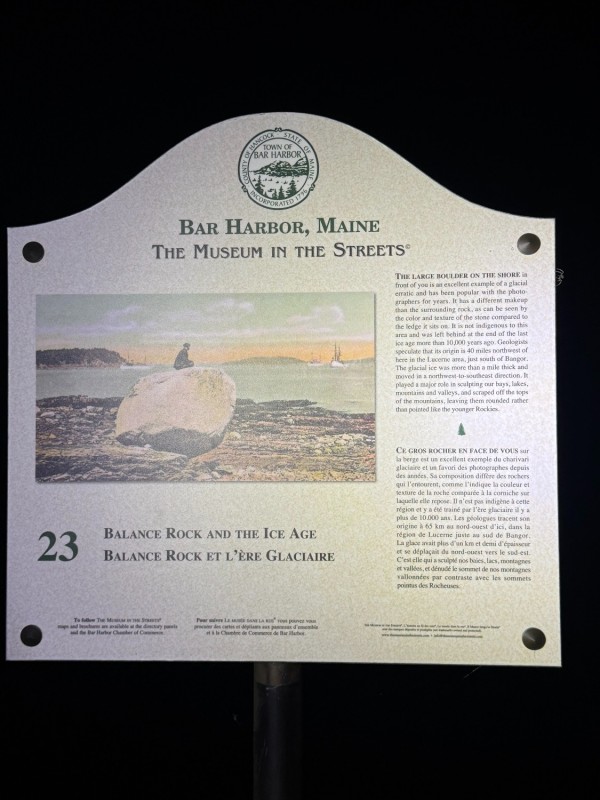 COUNTY OF HANCOCK · STATE OF MAINE
TOWN OF
BAR HARBOR
INCORPORATED 1796
BAR HARBOR, MAINE
THE MUSEUM IN THE STREETS©
THE LARGE BOULDER ON THE SHORE in
front of you is an excellent example of a glacial
erratic and has been popular with the photo-
graphers for years. It has a different makeup
than the surrounding rock, as can be seen by
the color and texture of the stone compared to
the ledge it sits on. It is not indigenous to this
area and was left behind at the end of the last
ice age more than 10,000 years ago. Geologists
speculate that its origin is 40 miles northwest of
here in the Lucerne area, just south of Bangor.
The glacial ice was more than a mile thick and
moved in a northwest-to-southeast direction. It
played a major role in sculpting our bays, lakes,
mountains and valleys, and scraped off the tops
of the mountains, leaving them rounded rather
than pointed like the younger Rockies.
CE GROS ROCHER EN FACE DE VOUS sur
la berge est un excellent exemple du charivari
glaciaire et un favori des photographes depuis
des années. Sa composition diffère des rochers
qui l'entourent, comme l'indique la couleur et
texture de la roche comparée à la corniche sur
laquelle elle repose. Il n'est pas indigène à cette
région et y a été trainé par l'ère glaciaire il y a
plus de 10.000 ans. Les géologues tracent son
origine à 65 km au nord-ouest d'ici, dans la
région de Lucerne juste au sud de Bangor.
La glace avait plus d'un km et demi d'épaisseur
et se déplaçait du nord-ouest vers le sud-est.
C'est elle qui a sculpté nos baies, lacs, montagnes
et vallées, et dénudé le sommet de nos montagnes
vallonnées par contraste avec les sommets
pointus des Rocheuses.
23
BALANCE ROCK AND THE ICE AGE
BALANCE ROCK ET L'ÈRE GLACIAIRE
To follow THE MUSEUM IN THE STREETS©
maps and brochures are available at the directory panels
and the Bar Harbor Chamber of Commerce.
Pour suivre LE MUSÉE DANS LA RUE© vous pouvez vous
procurer des cartes et dépliants aux panneaux d'ensemble
et à la Chambre de Commerce de Bar Harbor.